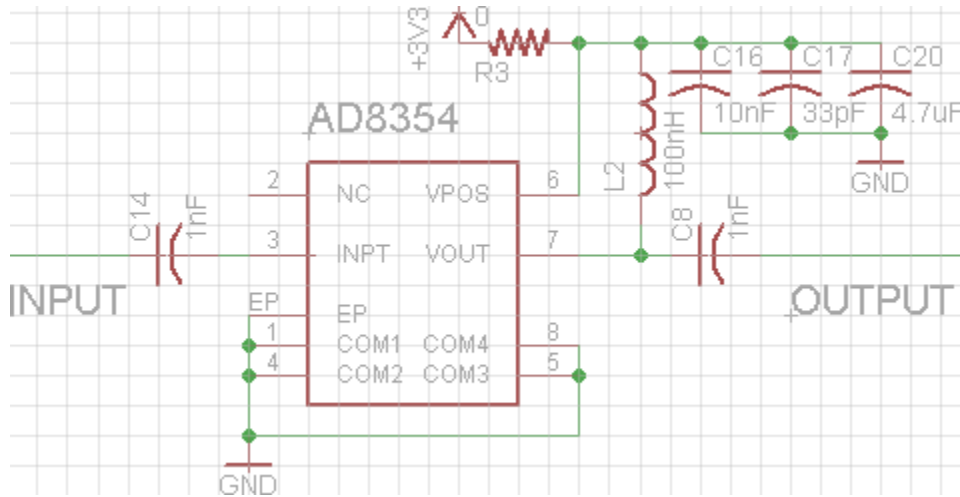 +3V3
0
R3
C16
C17
C20
10nF
33pF
4.7uF
GND
L2
100nH
AD8354
2
NC
VPOS
6
C14
1nF
3
INPT
VOUT
7
C8
1nF
INPUT
OUTPUT
EP
EP
1
COM1
COM4
8
4
COM2
COM3
5
GND